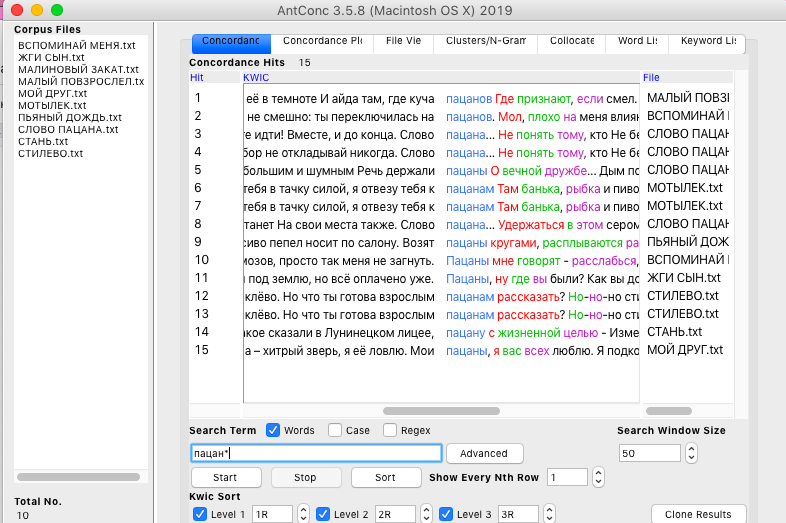 AntConc 3.5.8 (Macintosh OS X) 2019
Corpus Files
ВСПОМИНАЙ МЕНЯ.txt
ЖГИ СЫН.txt
МАЛИНОВЫЙ ЗАКАТ.txt
МАЛЫЙ ПОВЗРОСЛЕЛ.tx
МОЙ ДРУГ.txt
МОТЫЛЕК.txt
ПЬЯНЫЙ ДОЖДЬ.txt
СЛОВО ПАЦАНА.txt
СТАНЬ.txt
СТИЛЕВО.txt
Total No.
10
Concordance Concordance Plo File Vie Clusters/N-Gram Collocate Word Lis Keyword Lis
Concordance Hits 15
Hit KWIC File
1 её в темноте И айда там, где куча пацанов Где признают, если смел. МАЛЫЙ ПОВЗ
2 не смешно: ты переключилась на пацанов. Мол, плохо на меня влиян ВСПОМИНАЙ
3 е идти! Вместе, и до конца. Слово пацана... Не понять тому, кто Не бе СЛОВО ПАЦАН
4 бор не откладывай никогда. Слово пацана... Не понять тому, кто Не бе СЛОВО ПАЦАН
5 большим и шумным Речь держали пацаны О вечной дружбе... Дым по СЛОВО ПАЦАН
6 тебя в тачку силой, я отвезу тебя к пацанам Там банька, рыбка и пиво МОТЫЛЕК.txt
7 тебя в тачку силой, я отвезу тебя к пацанам Там банька, рыбка и пиво МОТЫЛЕК.txt
8 танет На свои места также. Слово пацана... Удержаться в этом сером СЛОВО ПАЦАН
9 сиво пепел носит по салону. Возят пацаны кругами, расплываются ра ПЬЯНЫЙ ДОЖ
10 мозов, просто так меня не загнуть. Пацаны мне говорят - расслабься, ВСПОМИНАЙ
11 под землю, но всё оплачено уже. Пацаны, ну где вы были? Как вы до ЖГИ СЫН.txt
12 клёво. Но что ты готова взрослым пацанам рассказать? Но-но-но сти СТИЛЕВО.txt
13 клёво. Но что ты готова взрослым пацанам рассказать? Но-но-но сти СТИЛЕВО.txt
14 кое сказали в Лунинецком лицее, пацану с жизненной целью - Изме СТАНЬ.txt
15 а – хитрый зверь, я её ловлю. Мои пацаны, я вас всех люблю. Я подко МОЙ ДРУГ.txt
Search Term Words Case Regex Search Window Size
пацан* Advanced 50
Start Stop Sort Show Every Nth Row 1
Kwic Sort
Level 1 1R Level 2 2R Level 3 3R Clone Results